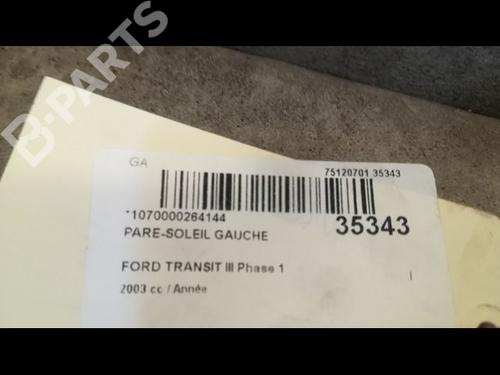 B-PARTS
GA
75120701 35343
*1070000264144
PARE-SOLEIL GAUCHE
35343
FORD TRANSIT III Phase 1
2003 cc / Année